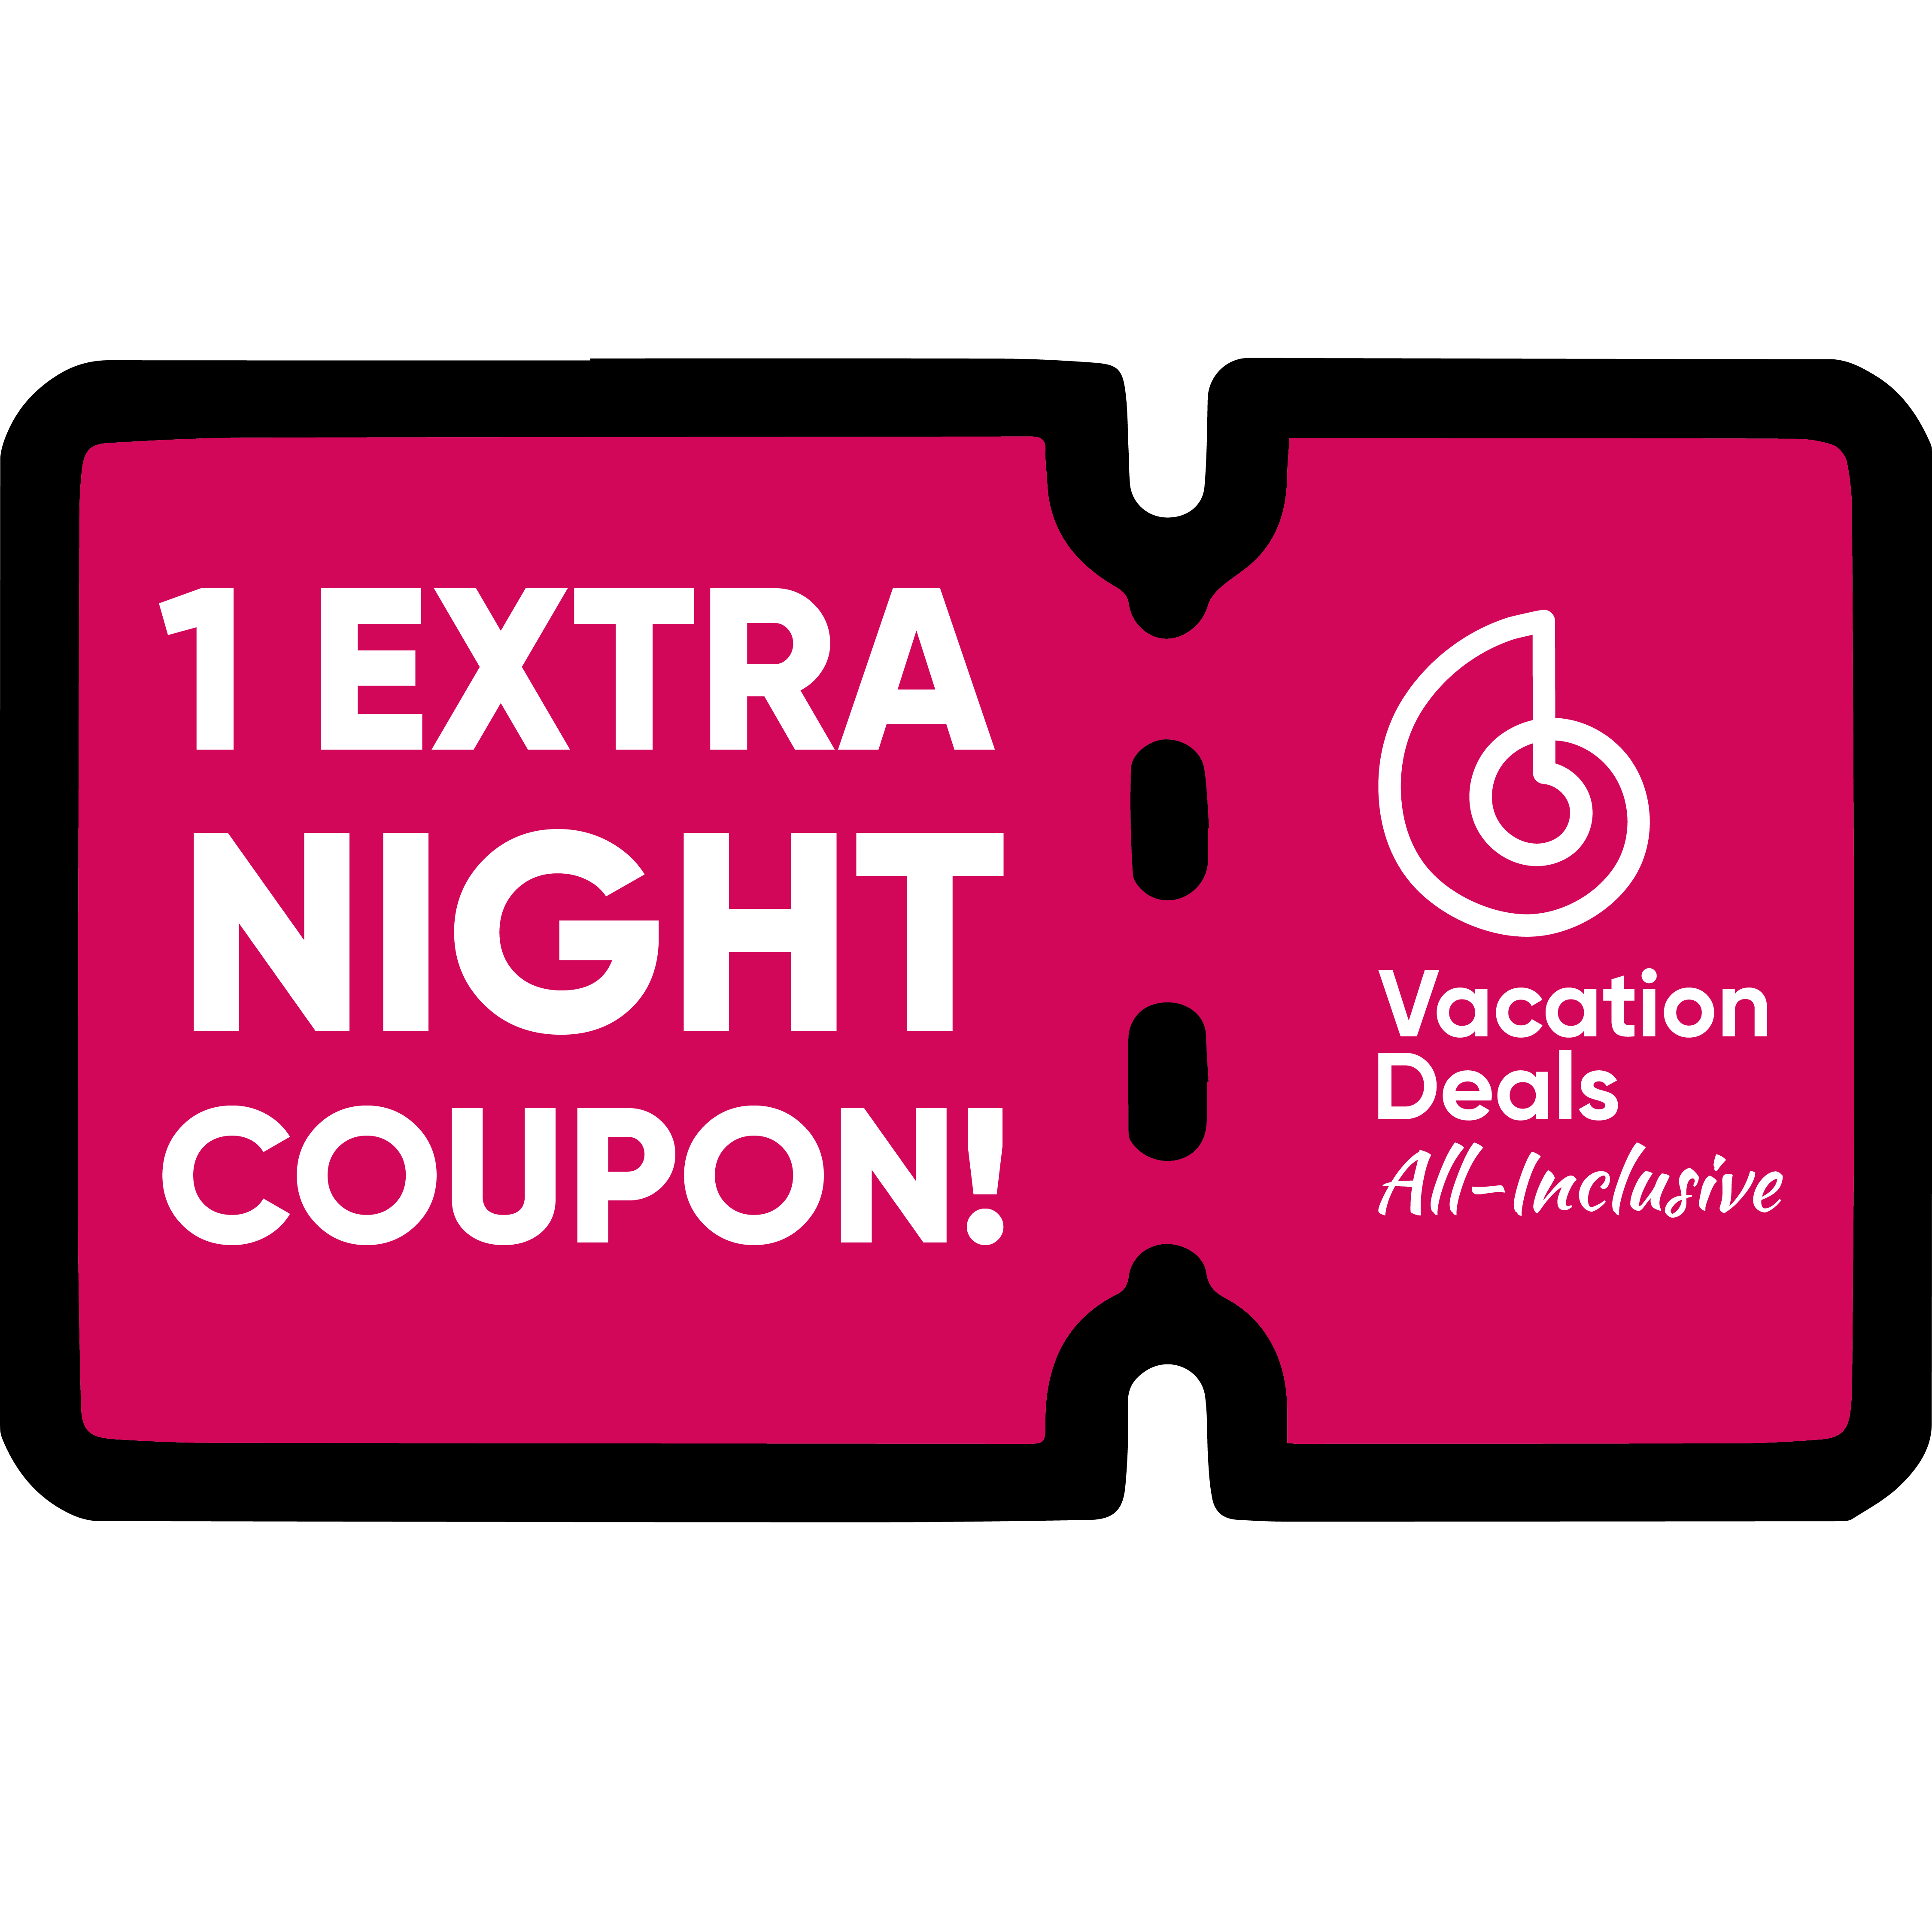 1 EXTRA
NIGHT
COUPON!
Vacation
Deals
All-Inclusive